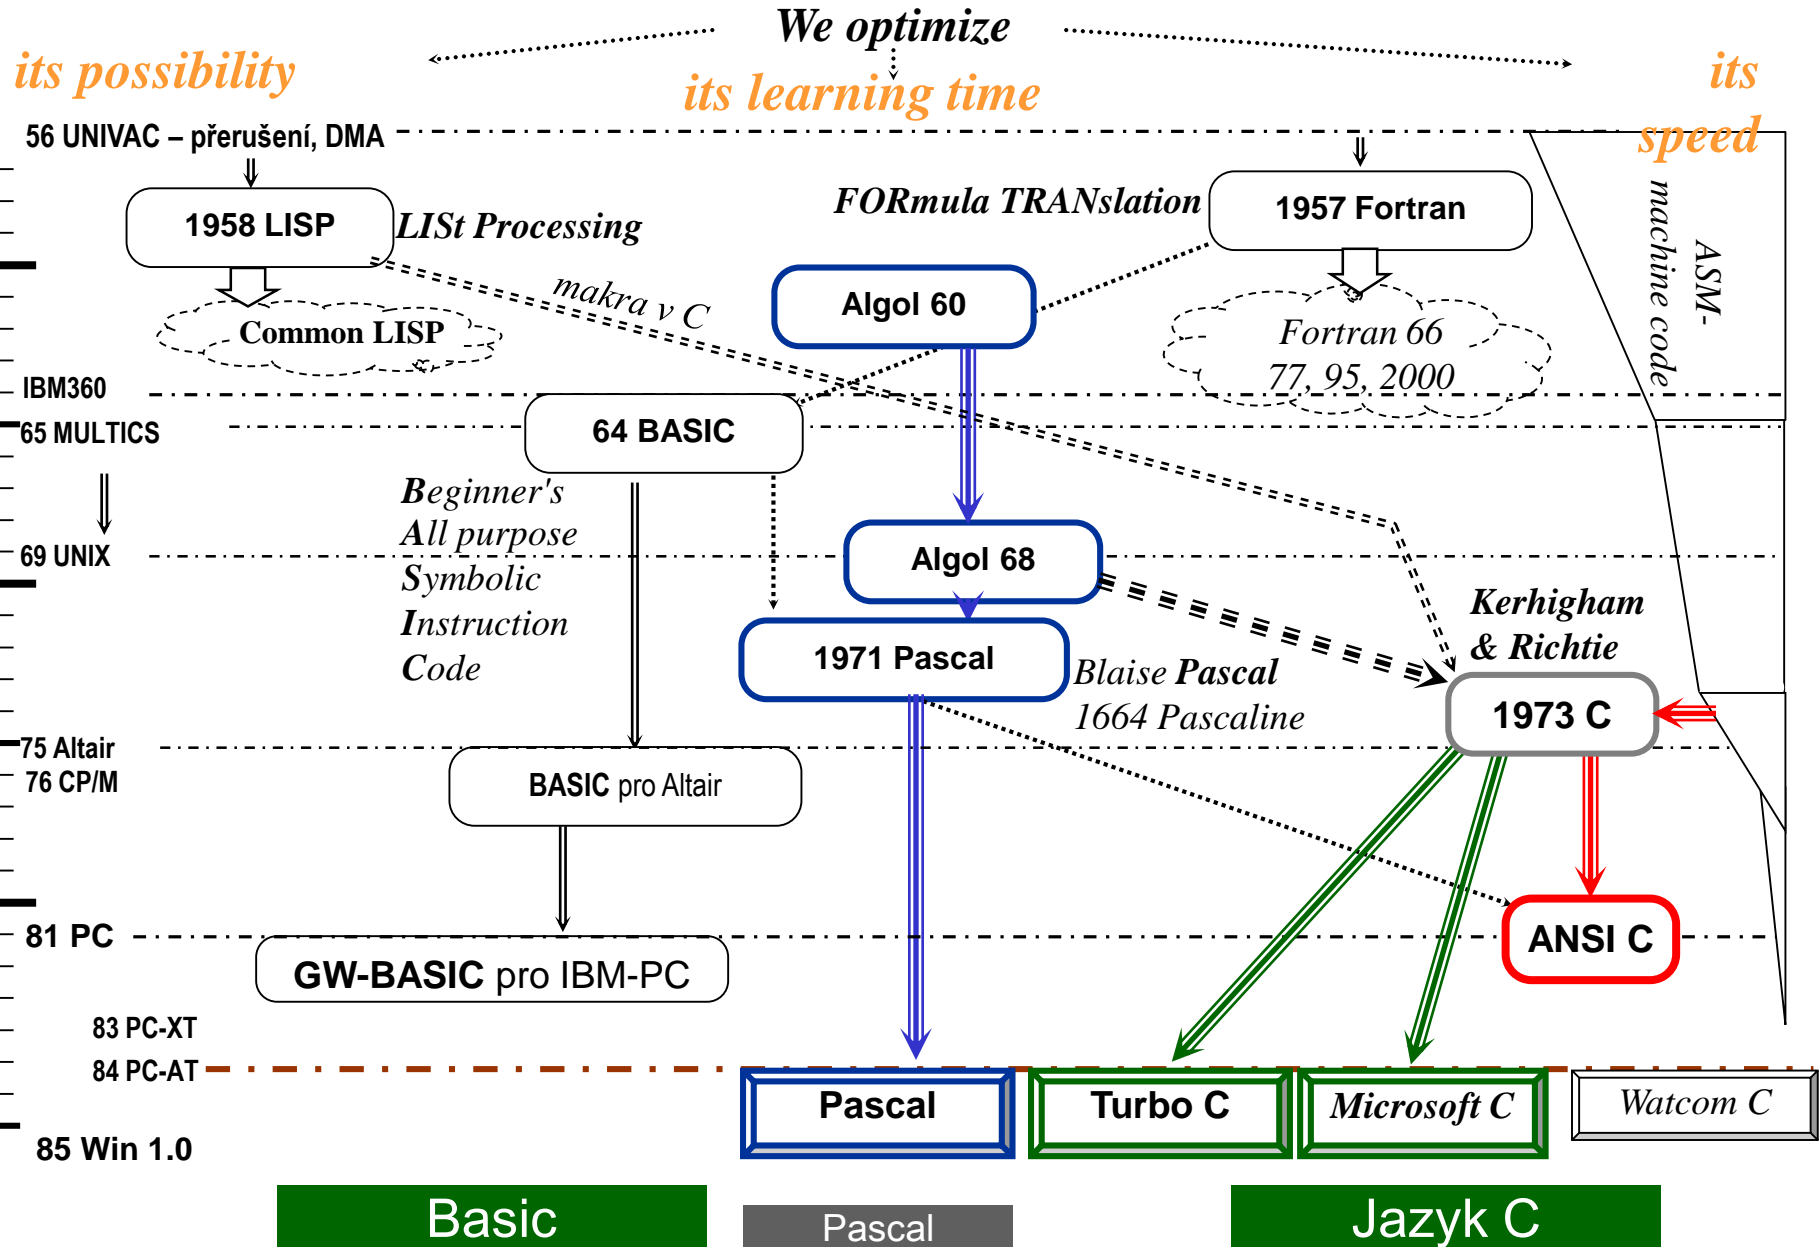 We optimize
its possibility
its learning time
its
speed
56 UNIVAC – přerušení, DMA
1958 LISP
LISt Processing
FORmula TRANslation
1957 Fortran
ASM-
machine code
makra v C
Algol 60
Common LISP
Fortran 66
77, 95, 2000
IBM360
65 MULTICS
64 BASIC
Beginner's
All purpose
Symbolic
Instruction
Code
69 UNIX
Algol 68
Kerhigham
& Richtie
1971 Pascal
Blaise Pascal
1664 Pascaline
1973 C
75 Altair
76 CP/M
BASIC pro Altair
81 PC
GW-BASIC pro IBM-PC
ANSI C
83 PC-XT
84 PC-AT
Pascal
Turbo C
Microsoft C
Watcom C
85 Win 1.0
Basic
Pascal
Jazyk C